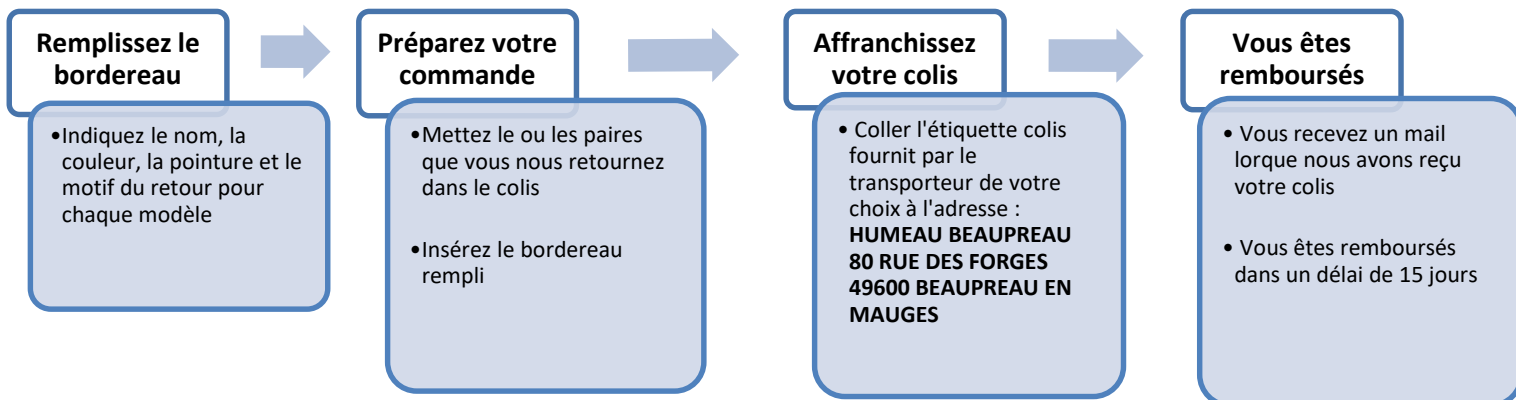 Remplissez le
bordereau
•Indiquez le nom, la
couleur, la pointure et le
motif du retour pour
chaque modèle
Préparez votre
commande
•Mettez le ou les paires
que vous nous retournez
dans le colis
•Insérez le bordereau
rempli
Affranchissez
votre colis
• Coller l'étiquette colis
fournit par le
transporteur de votre
choix à l'adresse :
HUMEAU BEAUPREAU
80 RUE DES FORGES
49600 BEAUPREAU EN
MAUGES
Vous êtes
remboursés
• Vous recevez un mail
lorque nous avons reçu
votre colis
• Vous êtes remboursés
dans un délai de 15 jours